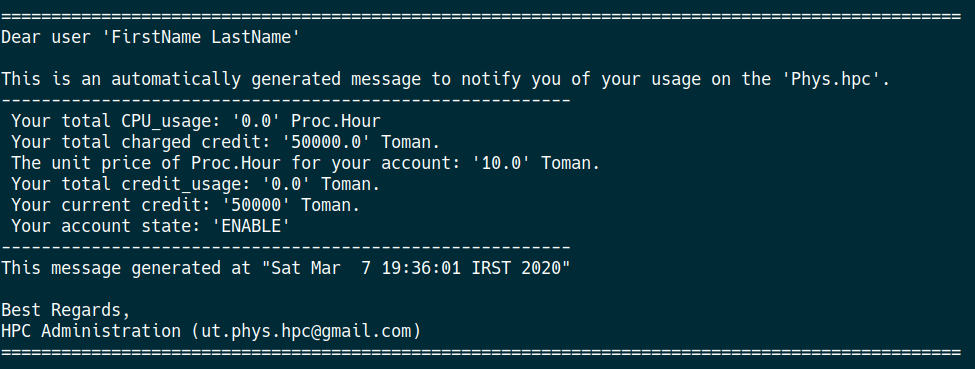 ================================================================================================
Dear user 'FirstName LastName'
This is an automatically generated message to notify you of your usage on the 'Phys.hpc'.
---------------------------------------------------------
Your total CPU_usage: '0.0' Proc.Hour
Your total charged credit: '50000.0' Toman.
The unit price of Proc.Hour for your account: '10.0' Toman.
Your total credit_usage: '0.0' Toman.
Your current credit: '50000' Toman.
Your account state: 'ENABLE'
---------------------------------------------------------
This message generated at "Sat Mar  7 19:36:01 IRST 2020"
Best Regards,
HPC Administration (ut.phys.hpc@gmail.com)
================================================================================================